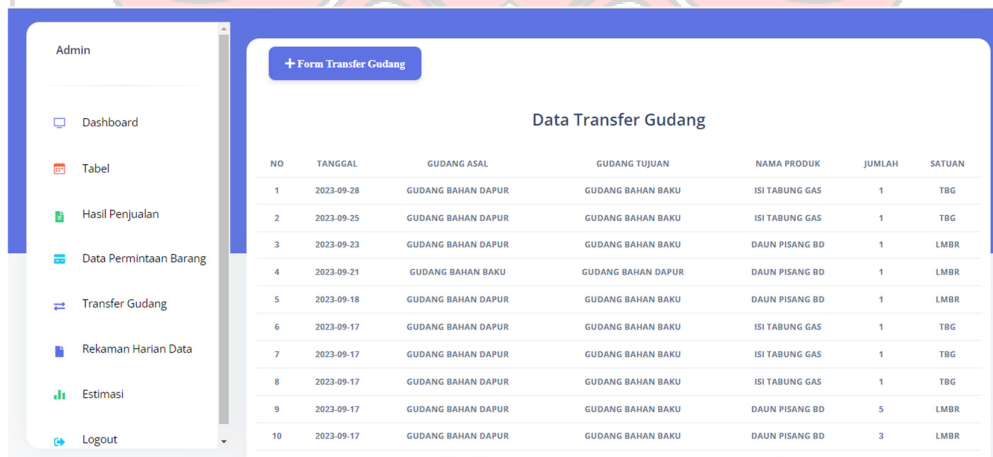 Admin
Dashboard
Tabel
Hasil Penjualan
Data Permintaan Barang
Transfer Gudang
Rekaman Harian Data
Estimasi
Logout
+ Form Transfer Gudang
Data Transfer Gudang
NO TANGGAL GUDANG ASAL GUDANG TUJUAN NAMA PRODUK JUMLAH SATUAN
1 2023-09-28 GUDANG BAHAN DAPUR GUDANG BAHAN BAKU ISI TABUNG GAS 1 TBG
2 2023-09-25 GUDANG BAHAN DAPUR GUDANG BAHAN BAKU ISI TABUNG GAS 1 TBG
3 2023-09-23 GUDANG BAHAN DAPUR GUDANG BAHAN BAKU DAUN PISANG BD 1 LMBR
4 2023-09-21 GUDANG BAHAN BAKU GUDANG BAHAN DAPUR DAUN PISANG BD 1 LMBR
5 2023-09-18 GUDANG BAHAN DAPUR GUDANG BAHAN BAKU DAUN PISANG BD 1 LMBR
6 2023-09-17 GUDANG BAHAN DAPUR GUDANG BAHAN BAKU ISI TABUNG GAS 1 TBG
7 2023-09-17 GUDANG BAHAN DAPUR GUDANG BAHAN BAKU ISI TABUNG GAS 1 TBG
8 2023-09-17 GUDANG BAHAN DAPUR GUDANG BAHAN BAKU ISI TABUNG GAS 1 TBG
9 2023-09-17 GUDANG BAHAN DAPUR GUDANG BAHAN BAKU DAUN PISANG BD 5 LMBR
10 2023-09-17 GUDANG BAHAN DAPUR GUDANG BAHAN BAKU DAUN PISANG BD 3 LMBR